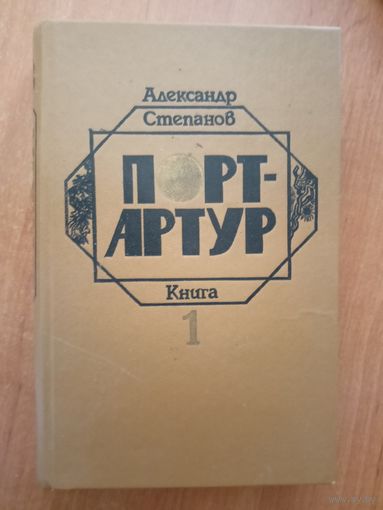 Александр
Степанов
ПОРТ-
АРТУР
Книга
1